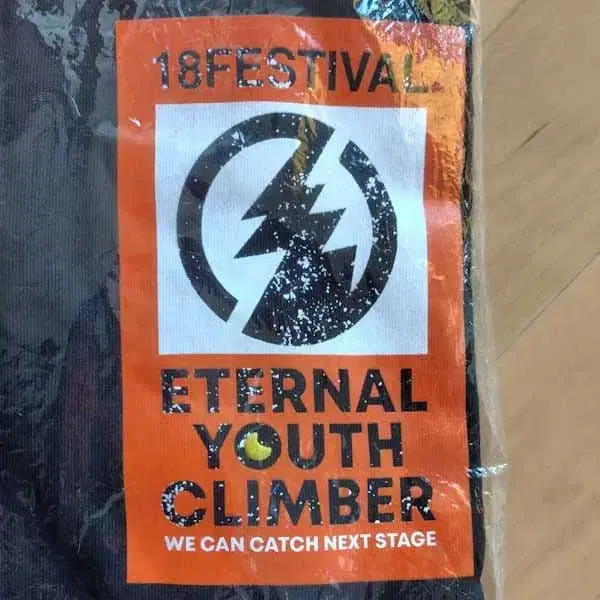 18FESTIVAL.
ETERNAL
YOUTH
CLIMBER
WE CAN CATCH NEXT STAGE